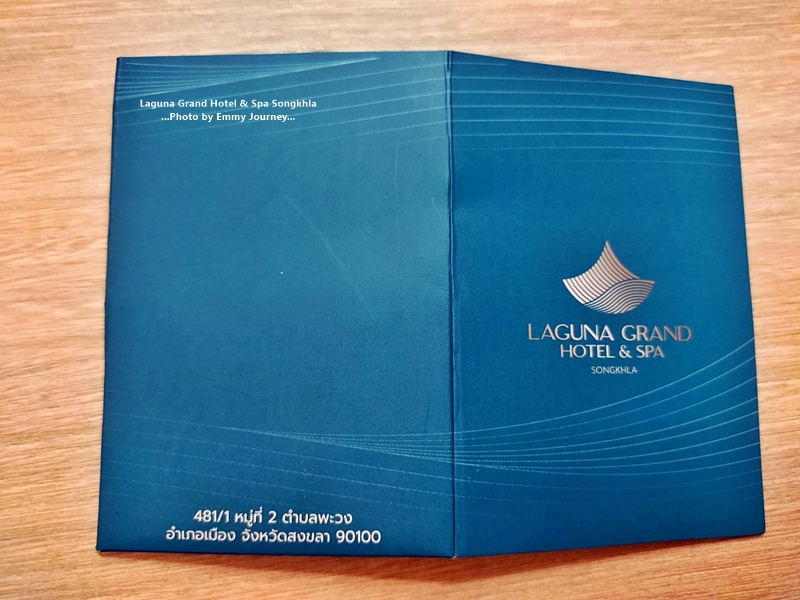 Laguna Grand Hotel & Spa Songkhla
...Photo by Emmy Journey...
LAGUNA GRAND
HOTEL & SPA
SONGKHLA
481/1 หมู่ที่ 2 ตำบลพะวง
อำเภอเมือง จังหวัดสงขลา 90100